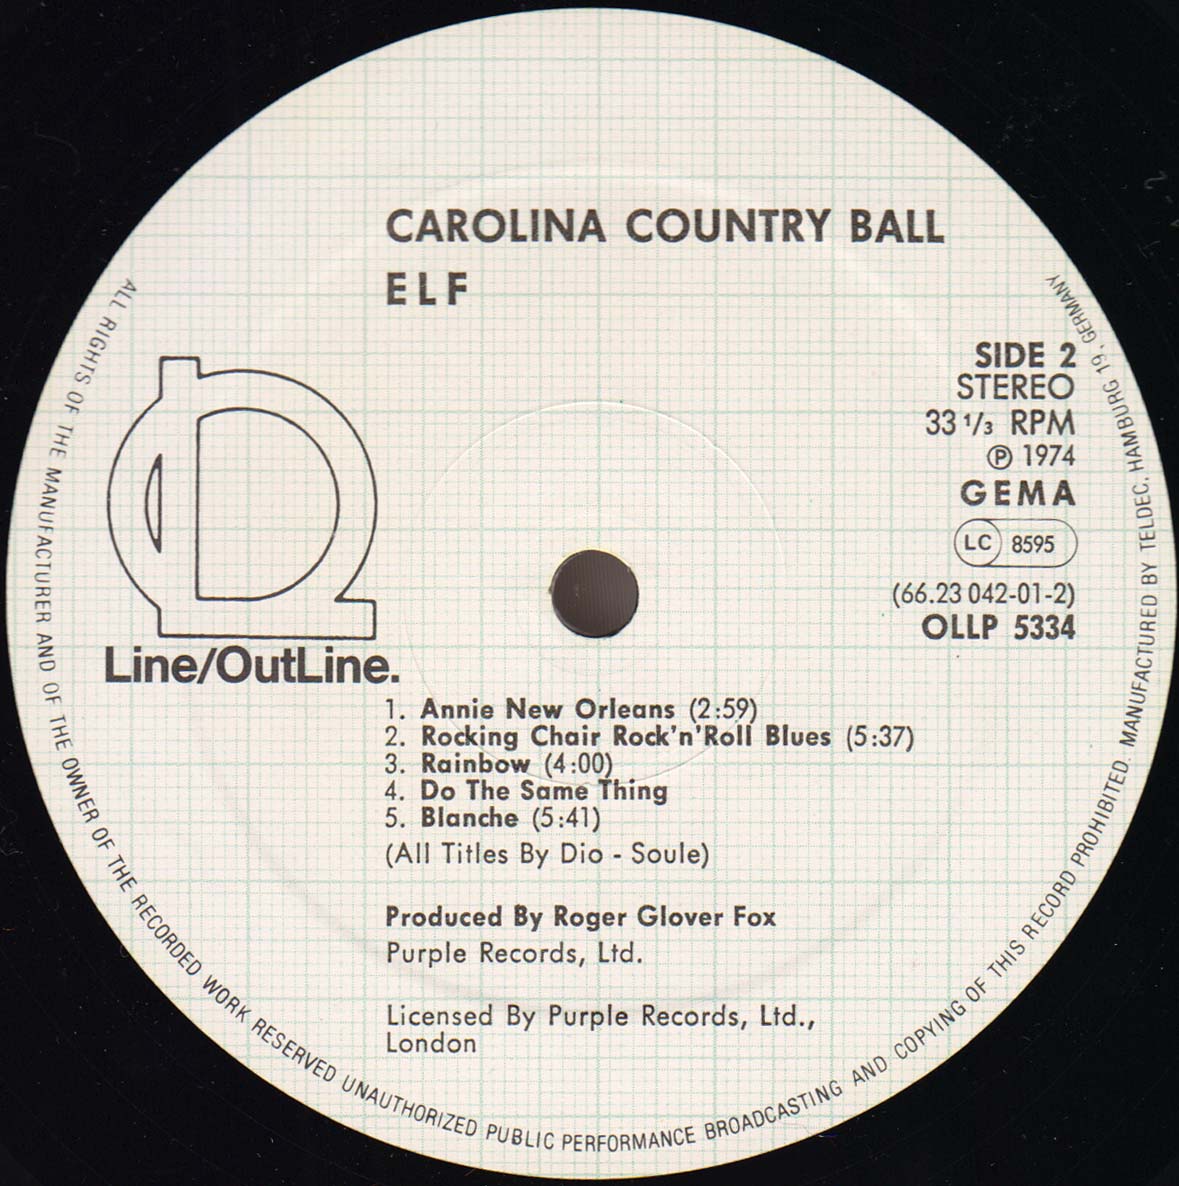 CAROLINA COUNTRY BALL
ELF
SIDE 2
STEREO
33 1/3 RPM
Ⓟ 1974
GEMA
LC 8595
(66.23 042-01-2)
OLLP 5334
Line/OutLine.
1. Annie New Orleans (2:59)
2. Rocking Chair Rock'n'Roll Blues (5:37)
3. Rainbow (4:00)
4. Do The Same Thing
5. Blanche (5:41)
(All Titles By Dio - Soule)
Produced By Roger Glover Fox
Purple Records, Ltd.
Licensed By Purple Records, Ltd.,
London
ALL RIGHTS OF THE MANUFACTURER AND OF THE OWNER OF THE RECORDED WORK RESERVED UNAUTHORIZED PUBLIC PERFORMANCE BROADCASTING AND COPYING OF THIS RECORD PROHIBITED. MANUFACTURED BY TELDEC, HAMBURG 19, GERMANY